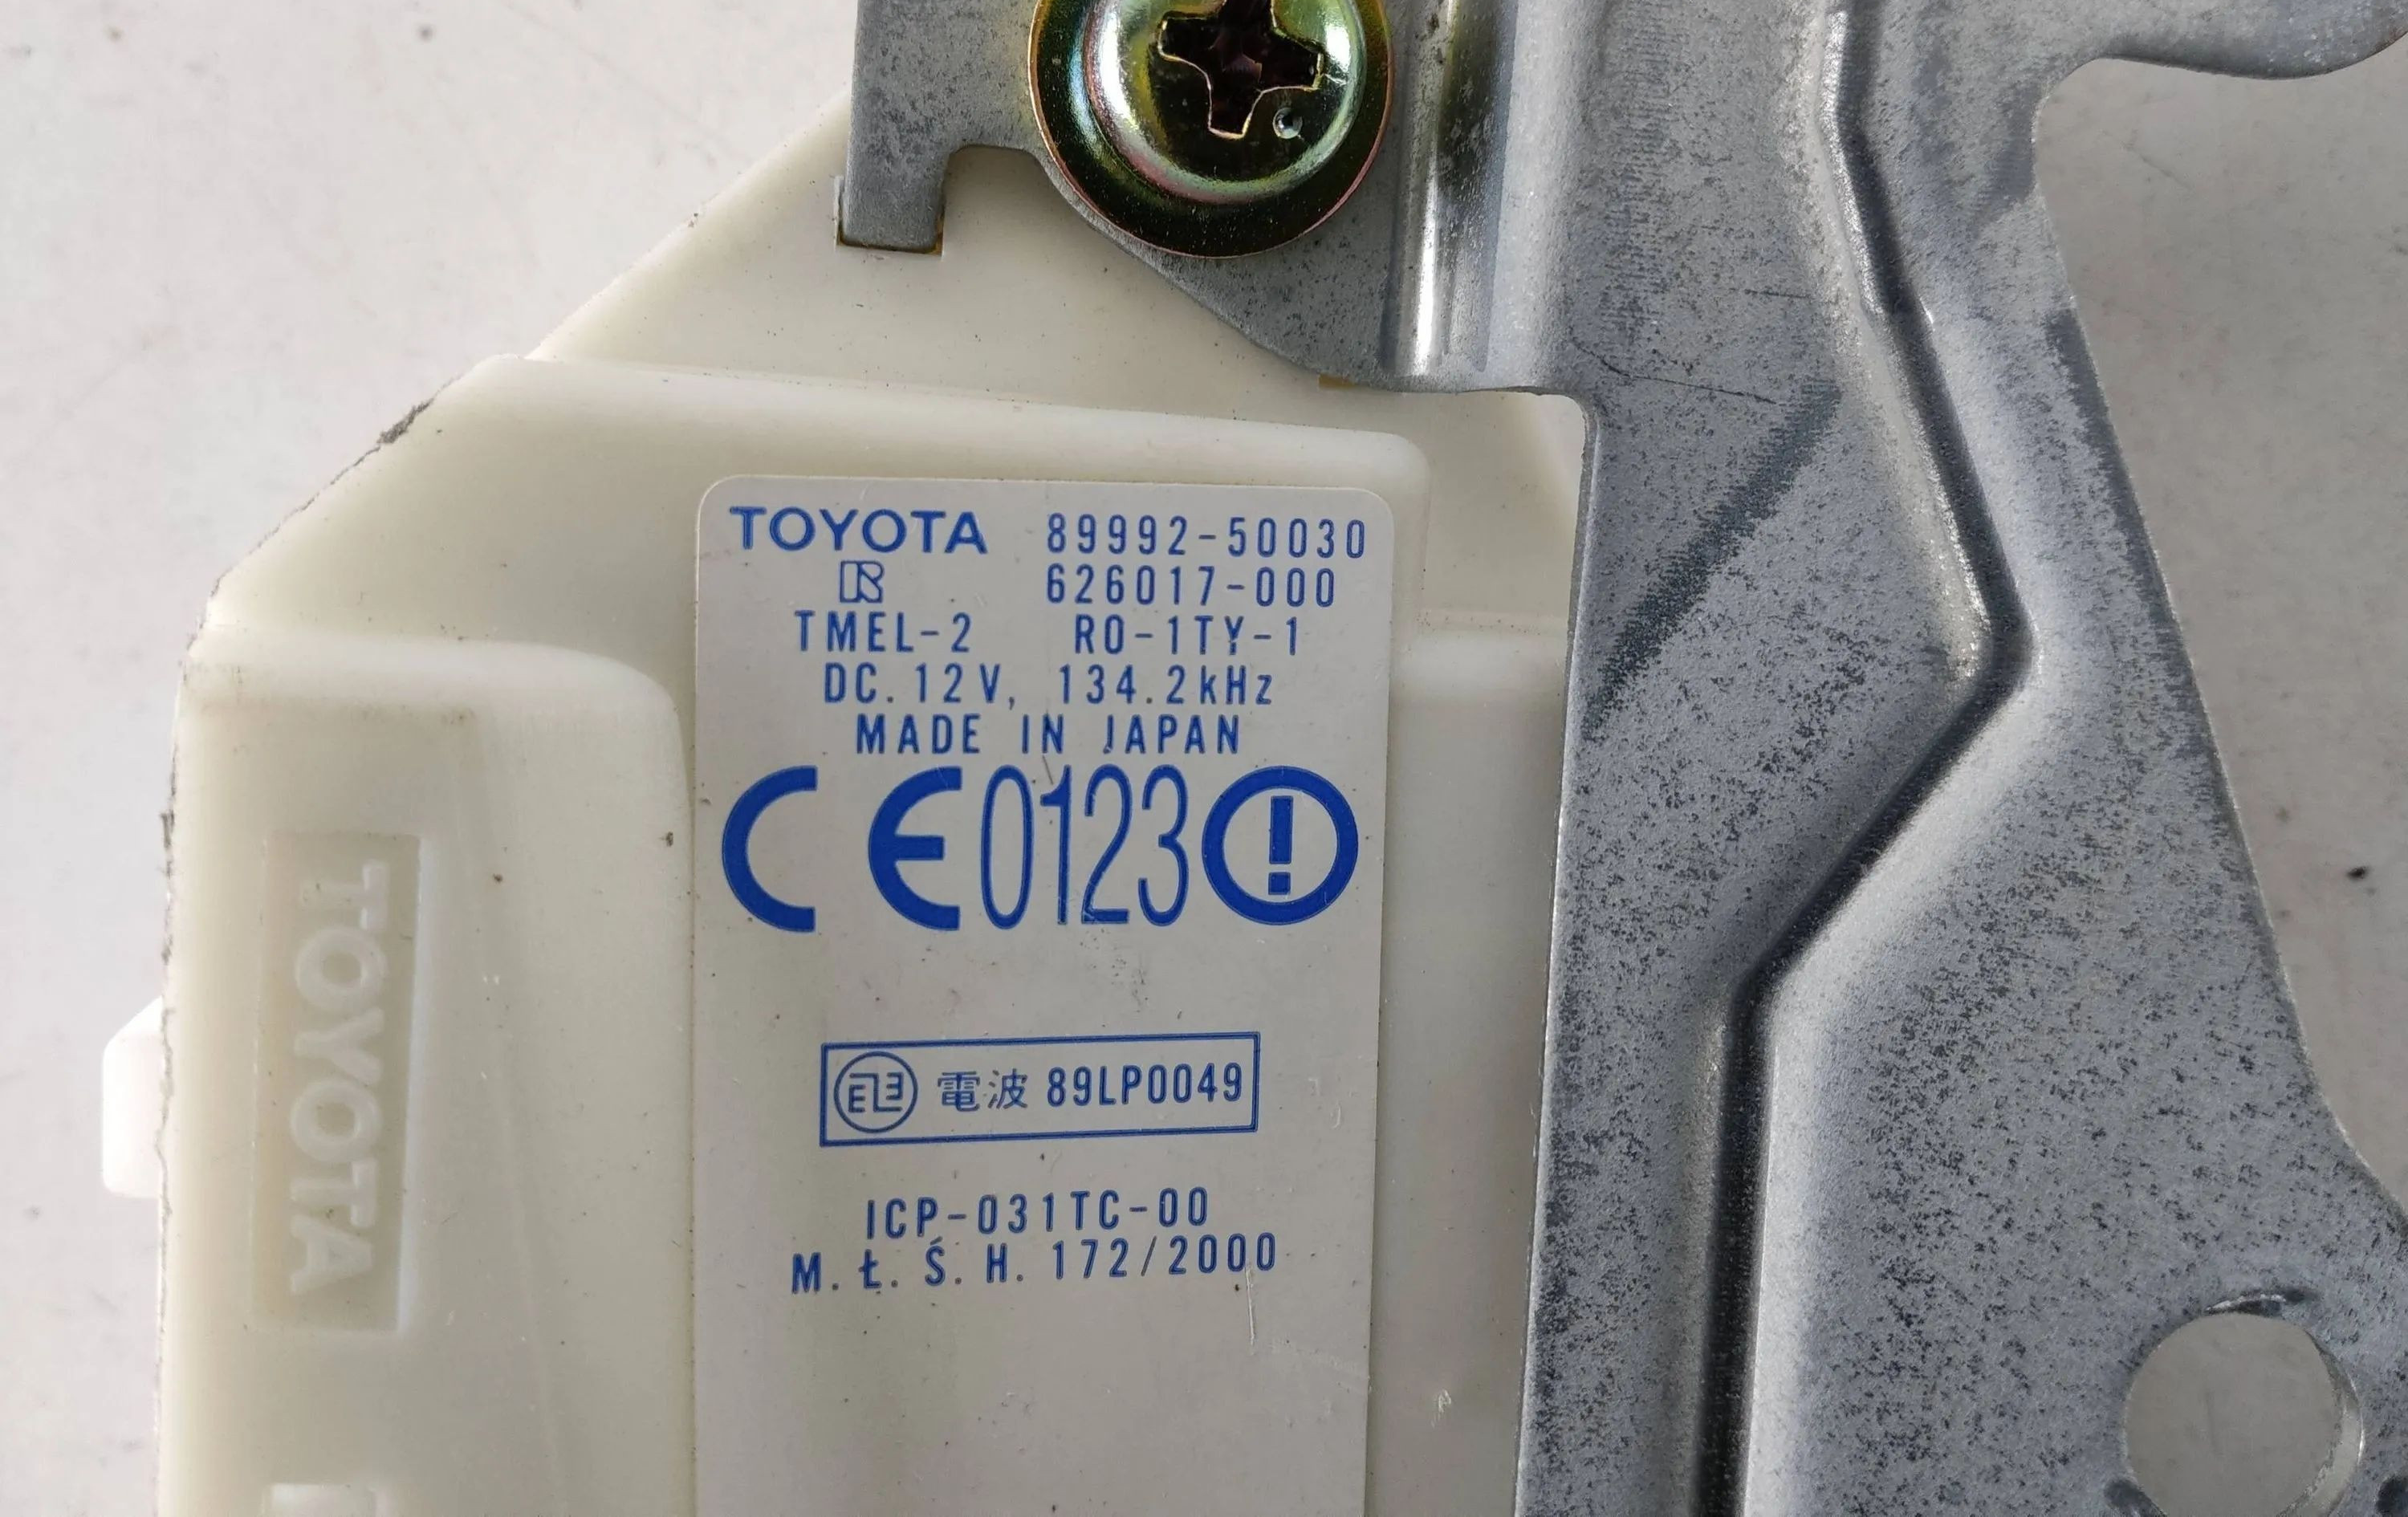 TOYOTA 89992-50030
626017-000
TMEL-2 RO-1TY-1
DC.12V, 134.2kHz
MADE IN JAPAN
CE0123
電波 89LP0049
ICP-031TC-00
M.Ł.Ś.H.172/2000
TOYOTA